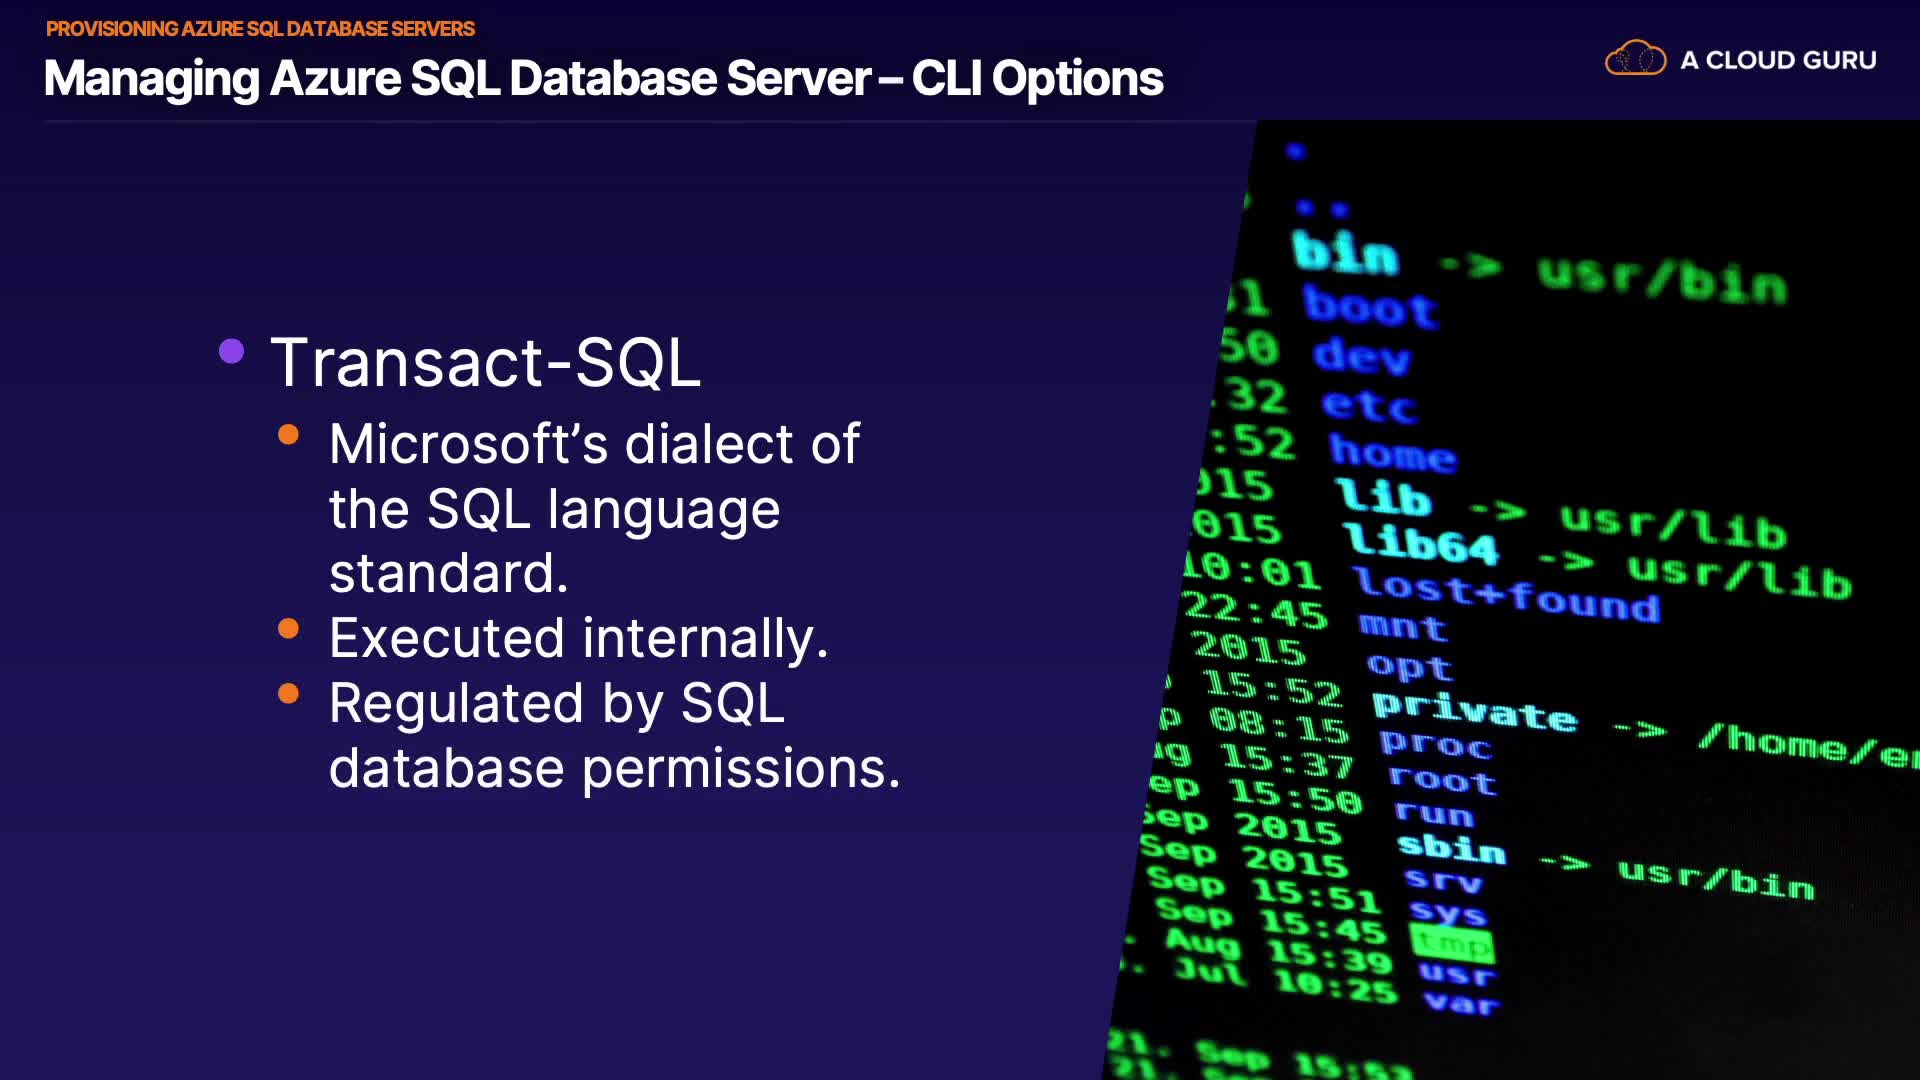 PROVISIONING AZURE SQL DATABASE SERVERS
Managing Azure SQL Database Server – CLI Options
A CLOUD GURU
• Transact-SQL
• Microsoft’s dialect of
the SQL language
standard.
• Executed internally.
• Regulated by SQL
database permissions.
.
..
bin -> usr/bin
boot
50 dev
32 etc
:52 home
015 lib -> usr/lib
015 lib64 -> usr/lib
10:01 lost+found
22:45 mnt
2015 opt
15:52 private -> /home/
08:15 proc
15:37 root
15:50 run
Sep 2015 sbin -> usr/bin
Sep 2015 srv
Sep 15:51 sys
Sep 15:45 tmp
Aug 15:39 usr
Jul 10:25 var
21. Sep 15:53
21.